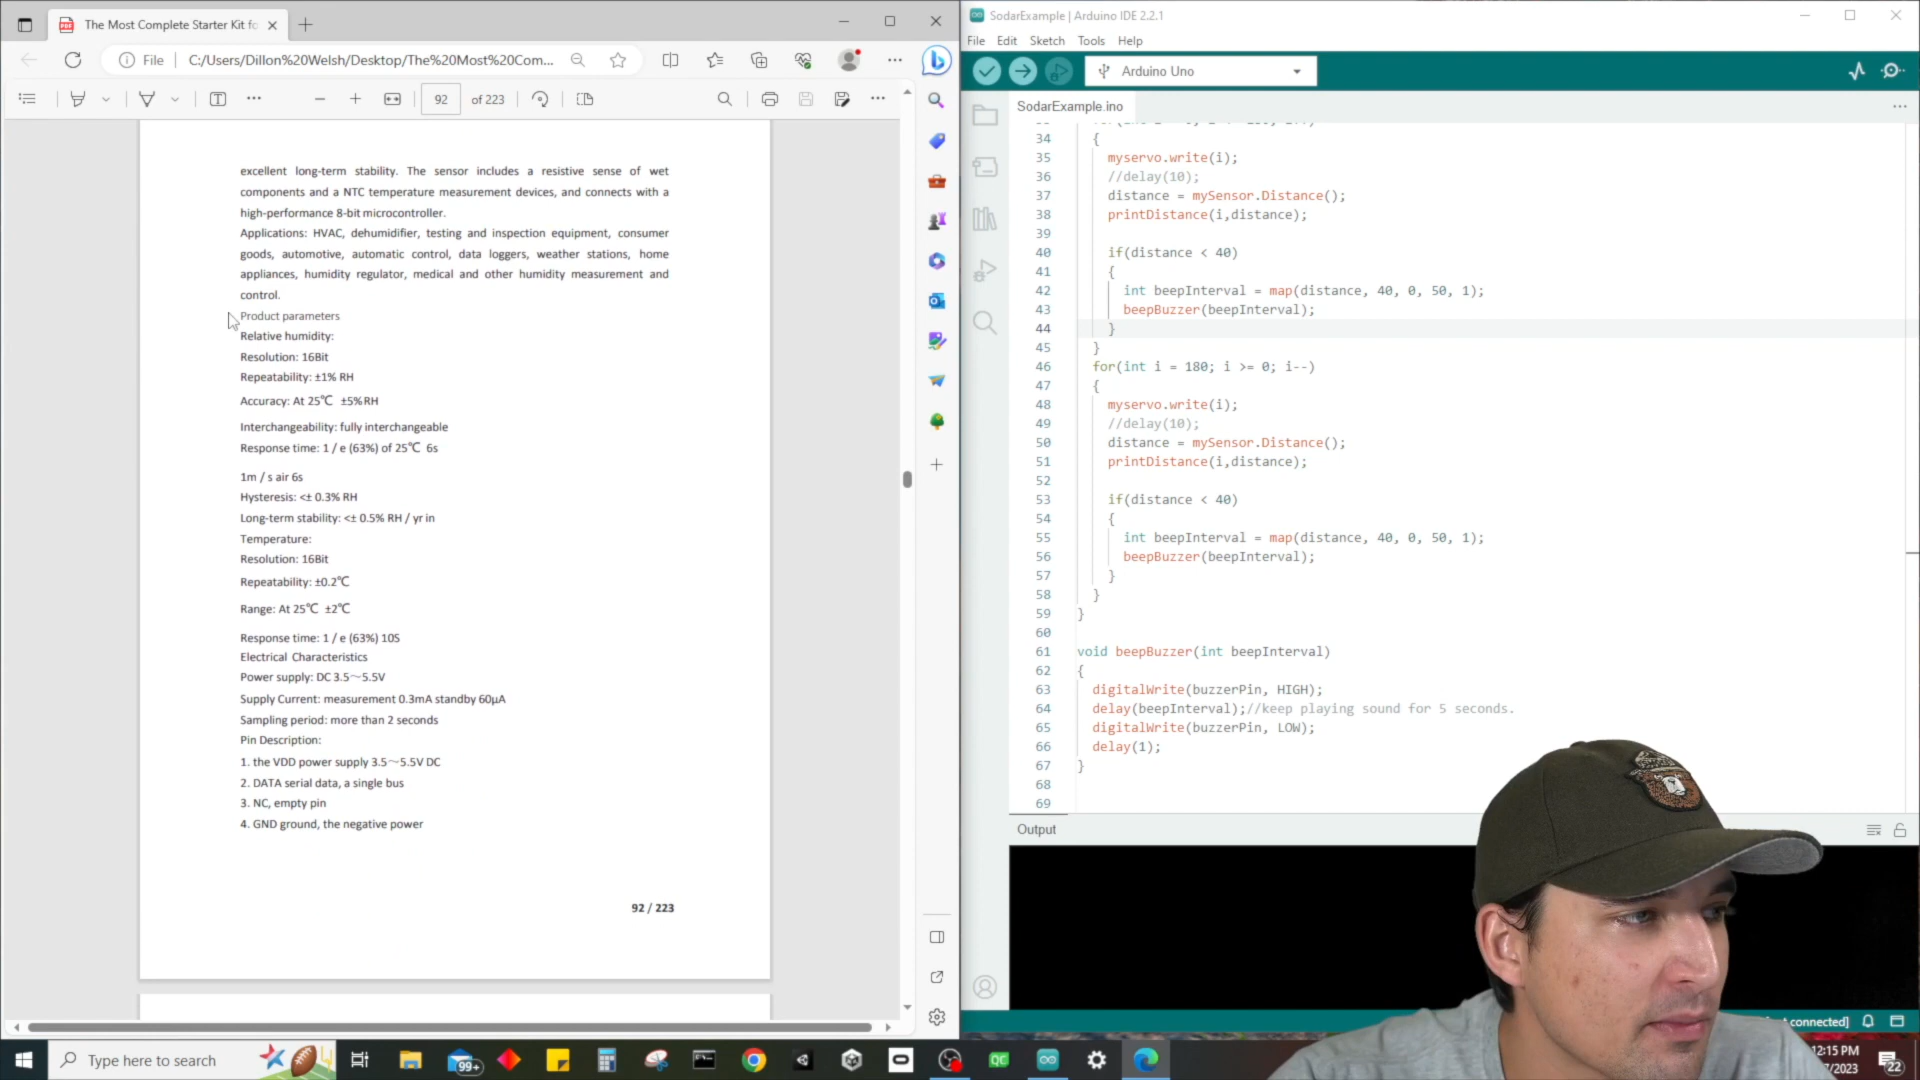 The Most Complete Starter Kit fo
File
C:/Users/Dillon%20Welsh/Desktop/The%20Most%20Com...
92 of 223
excellent long-term stability. The sensor includes a resistive sense of wet
components and a NTC temperature measurement devices, and connects with a
high-performance 8-bit microcontroller.
Applications: HVAC, dehumidifier, testing and inspection equipment, consumer
goods, automotive, automatic control, data loggers, weather stations, home
appliances, humidity regulator, medical and other humidity measurement and
control.
Product parameters
Relative humidity:
Resolution: 16Bit
Repeatability: ±1% RH
Accuracy: At 25℃ ±5%RH
Interchangeability: fully interchangeable
Response time: 1 / e (63%) of 25℃ 6s
1m / s air 6s
Hysteresis: <± 0.3% RH
Long-term stability: <± 0.5% RH / yr in
Temperature:
Resolution: 16Bit
Repeatability: ±0.2℃
Range: At 25℃ ±2℃
Response time: 1 / e (63%) 10S
Electrical Characteristics
Power supply: DC 3.5～5.5V
Supply Current: measurement 0.3mA standby 60μA
Sampling period: more than 2 seconds
Pin Description:
1. the VDD power supply 3.5～5.5V DC
2. DATA serial data, a single bus
3. NC, empty pin
4. GND ground, the negative power
92 / 223
SodarExample | Arduino IDE 2.2.1
File Edit Sketch Tools Help
Arduino Uno
SodarExample.ino
34 {
35 myservo.write(i);
36 //delay(10);
37 distance = mySensor.Distance();
38 printDistance(i,distance);
39
40 if(distance < 40)
41 {
42 int beepInterval = map(distance, 40, 0, 50, 1);
43 beepBuzzer(beepInterval);
44 }
45 }
46 for(int i = 180; i >= 0; i--)
47 {
48 myservo.write(i);
49 //delay(10);
50 distance = mySensor.Distance();
51 printDistance(i,distance);
52
53 if(distance < 40)
54 {
55 int beepInterval = map(distance, 40, 0, 50, 1);
56 beepBuzzer(beepInterval);
57 }
58 }
59 }
60
61 void beepBuzzer(int beepInterval)
62 {
63 digitalWrite(buzzerPin, HIGH);
64 delay(beepInterval);//keep playing sound for 5 seconds.
65 digitalWrite(buzzerPin, LOW);
66 delay(1);
67 }
68
69
Output
connected]
Type here to search
99+
QC
12:15 PM
/2023
22